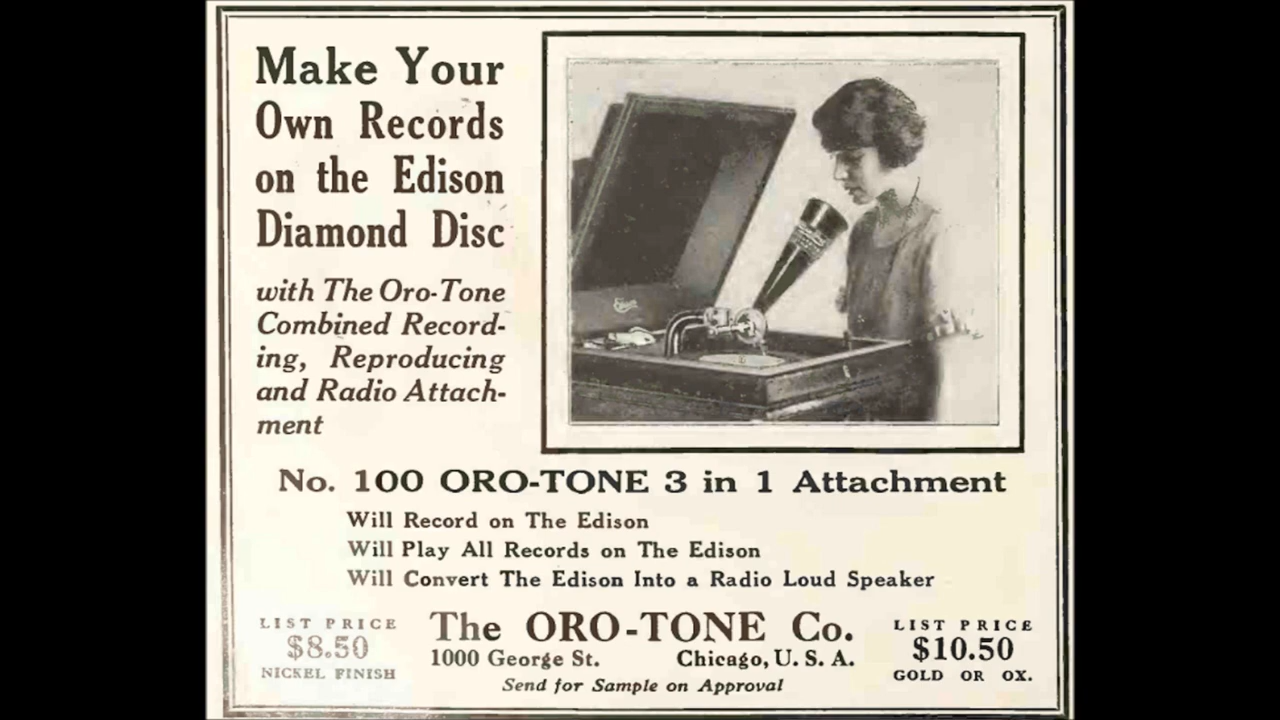 Make Your
Own Records
on the Edison
Diamond Disc
with The Oro-Tone
Combined Record-
ing, Reproducing
and Radio Attach-
ment
No. 100 ORO-TONE 3 in 1 Attachment
Will Record on The Edison
Will Play All Records on The Edison
Will Convert The Edison Into a Radio Loud Speaker
LIST PRICE
$8.50
NICKEL FINISH
The ORO-TONE Co.
1000 George St. Chicago, U. S. A.
Send for Sample on Approval
LIST PRICE
$10.50
GOLD OR OX.